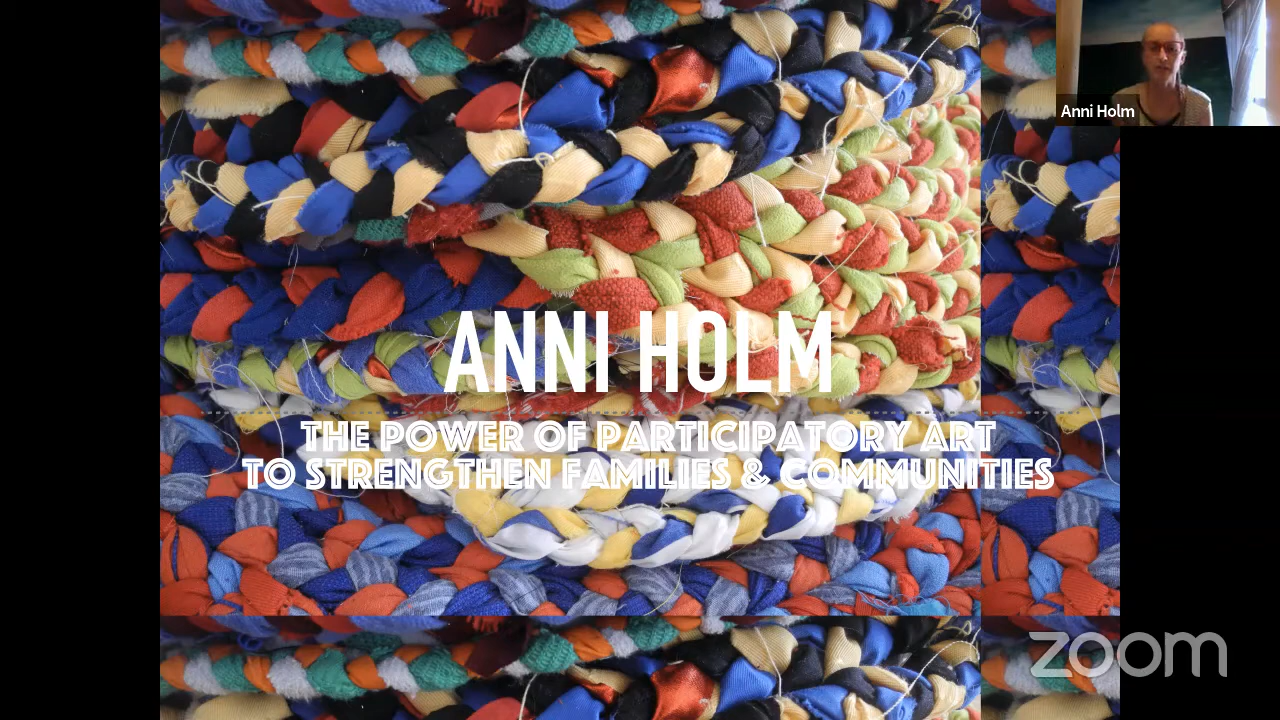 Anni Holm
ANNI HOLM
THE POWER OF PARTICIPATORY ART
TO STRENGTHEN FAMILIES & COMMUNITIES
zoom